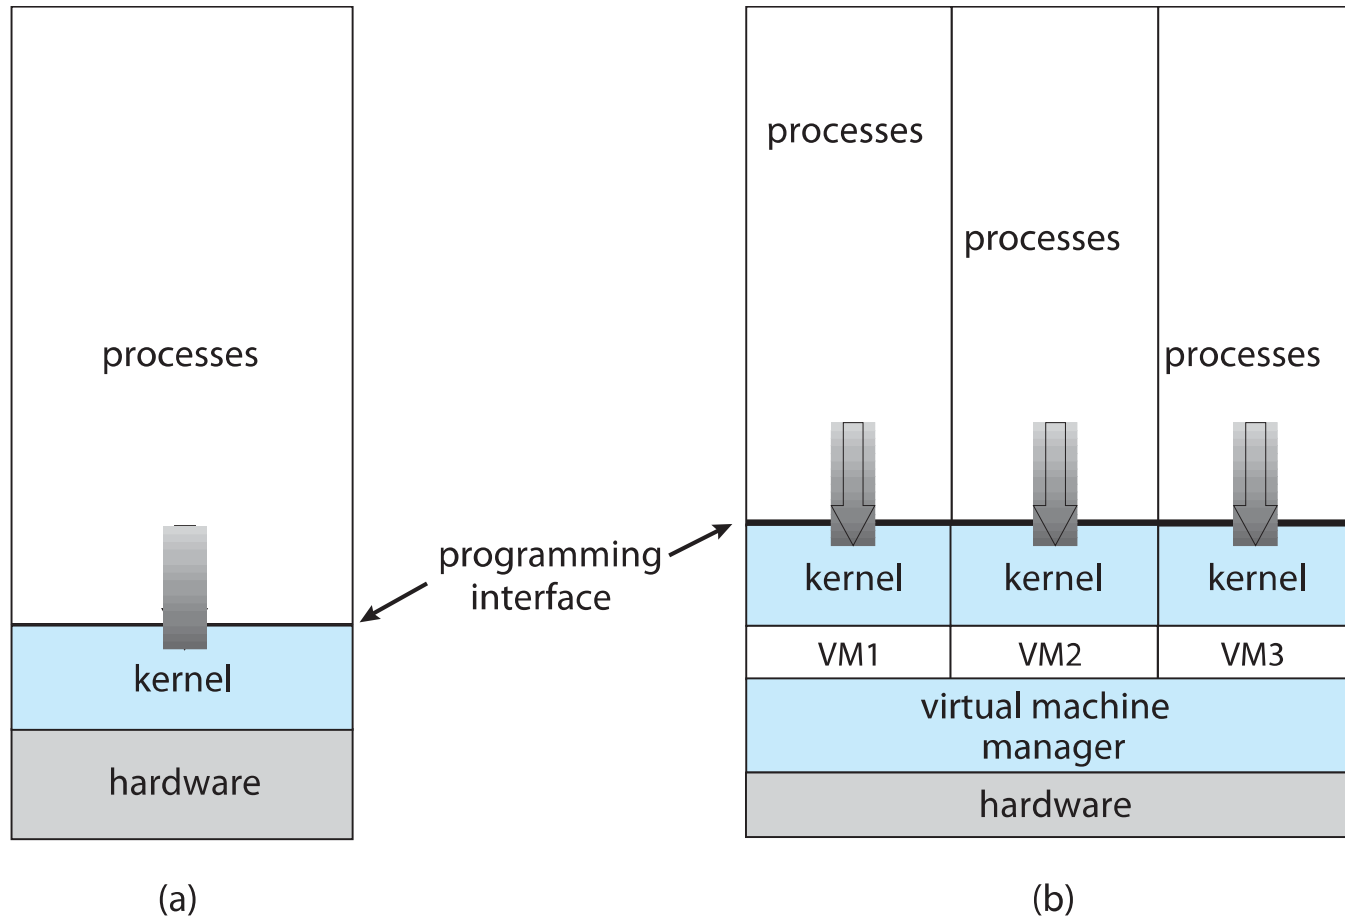 processes
kernel
hardware
(a)
programming
interface
processes
processes
processes
kernel
kernel
kernel
VM1
VM2
VM3
virtual machine
manager
hardware
(b)